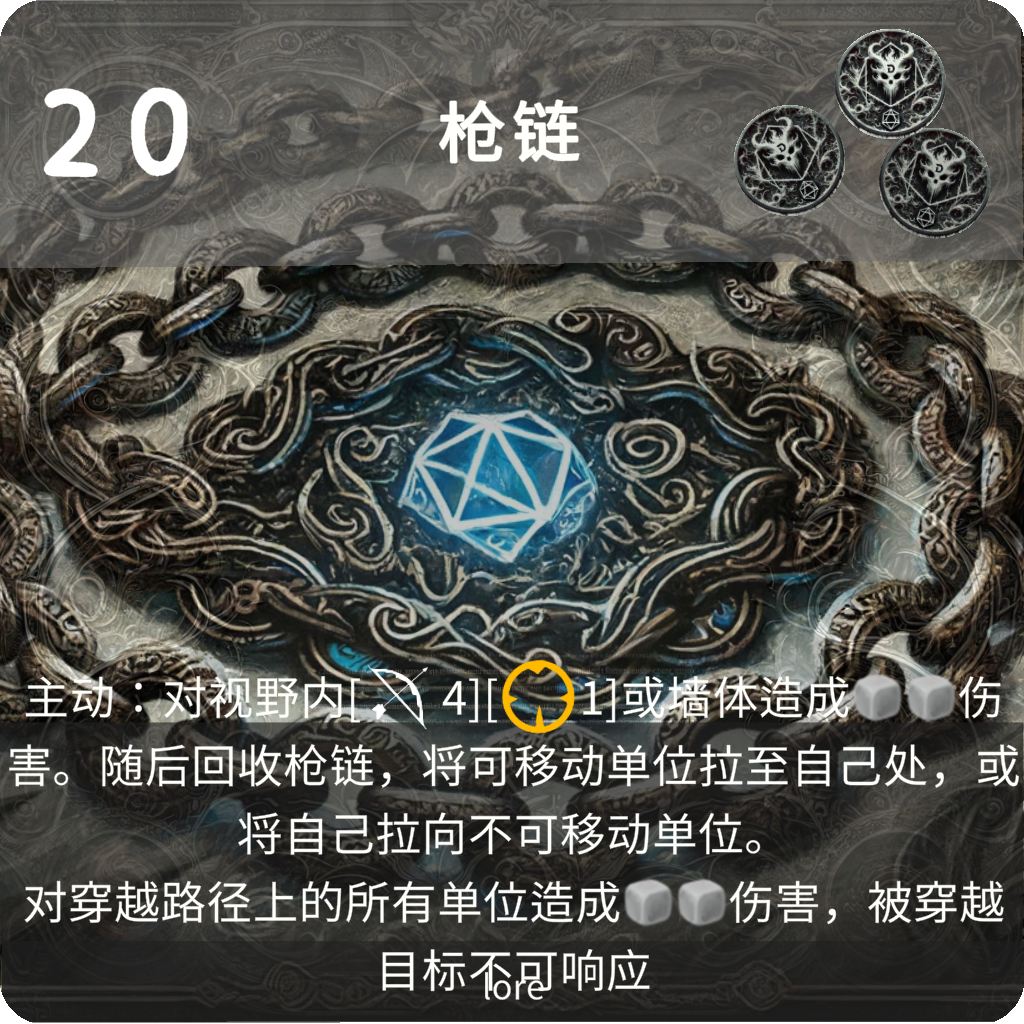 20
枪链
主动：对视野内[ 4][ 1]或墙体造成伤
害。随后回收枪链，将可移动单位拉至自己处，或
将自己拉向不可移动单位。
对穿越路径上的所有单位造成伤害，被穿越
目标不可响应
lore